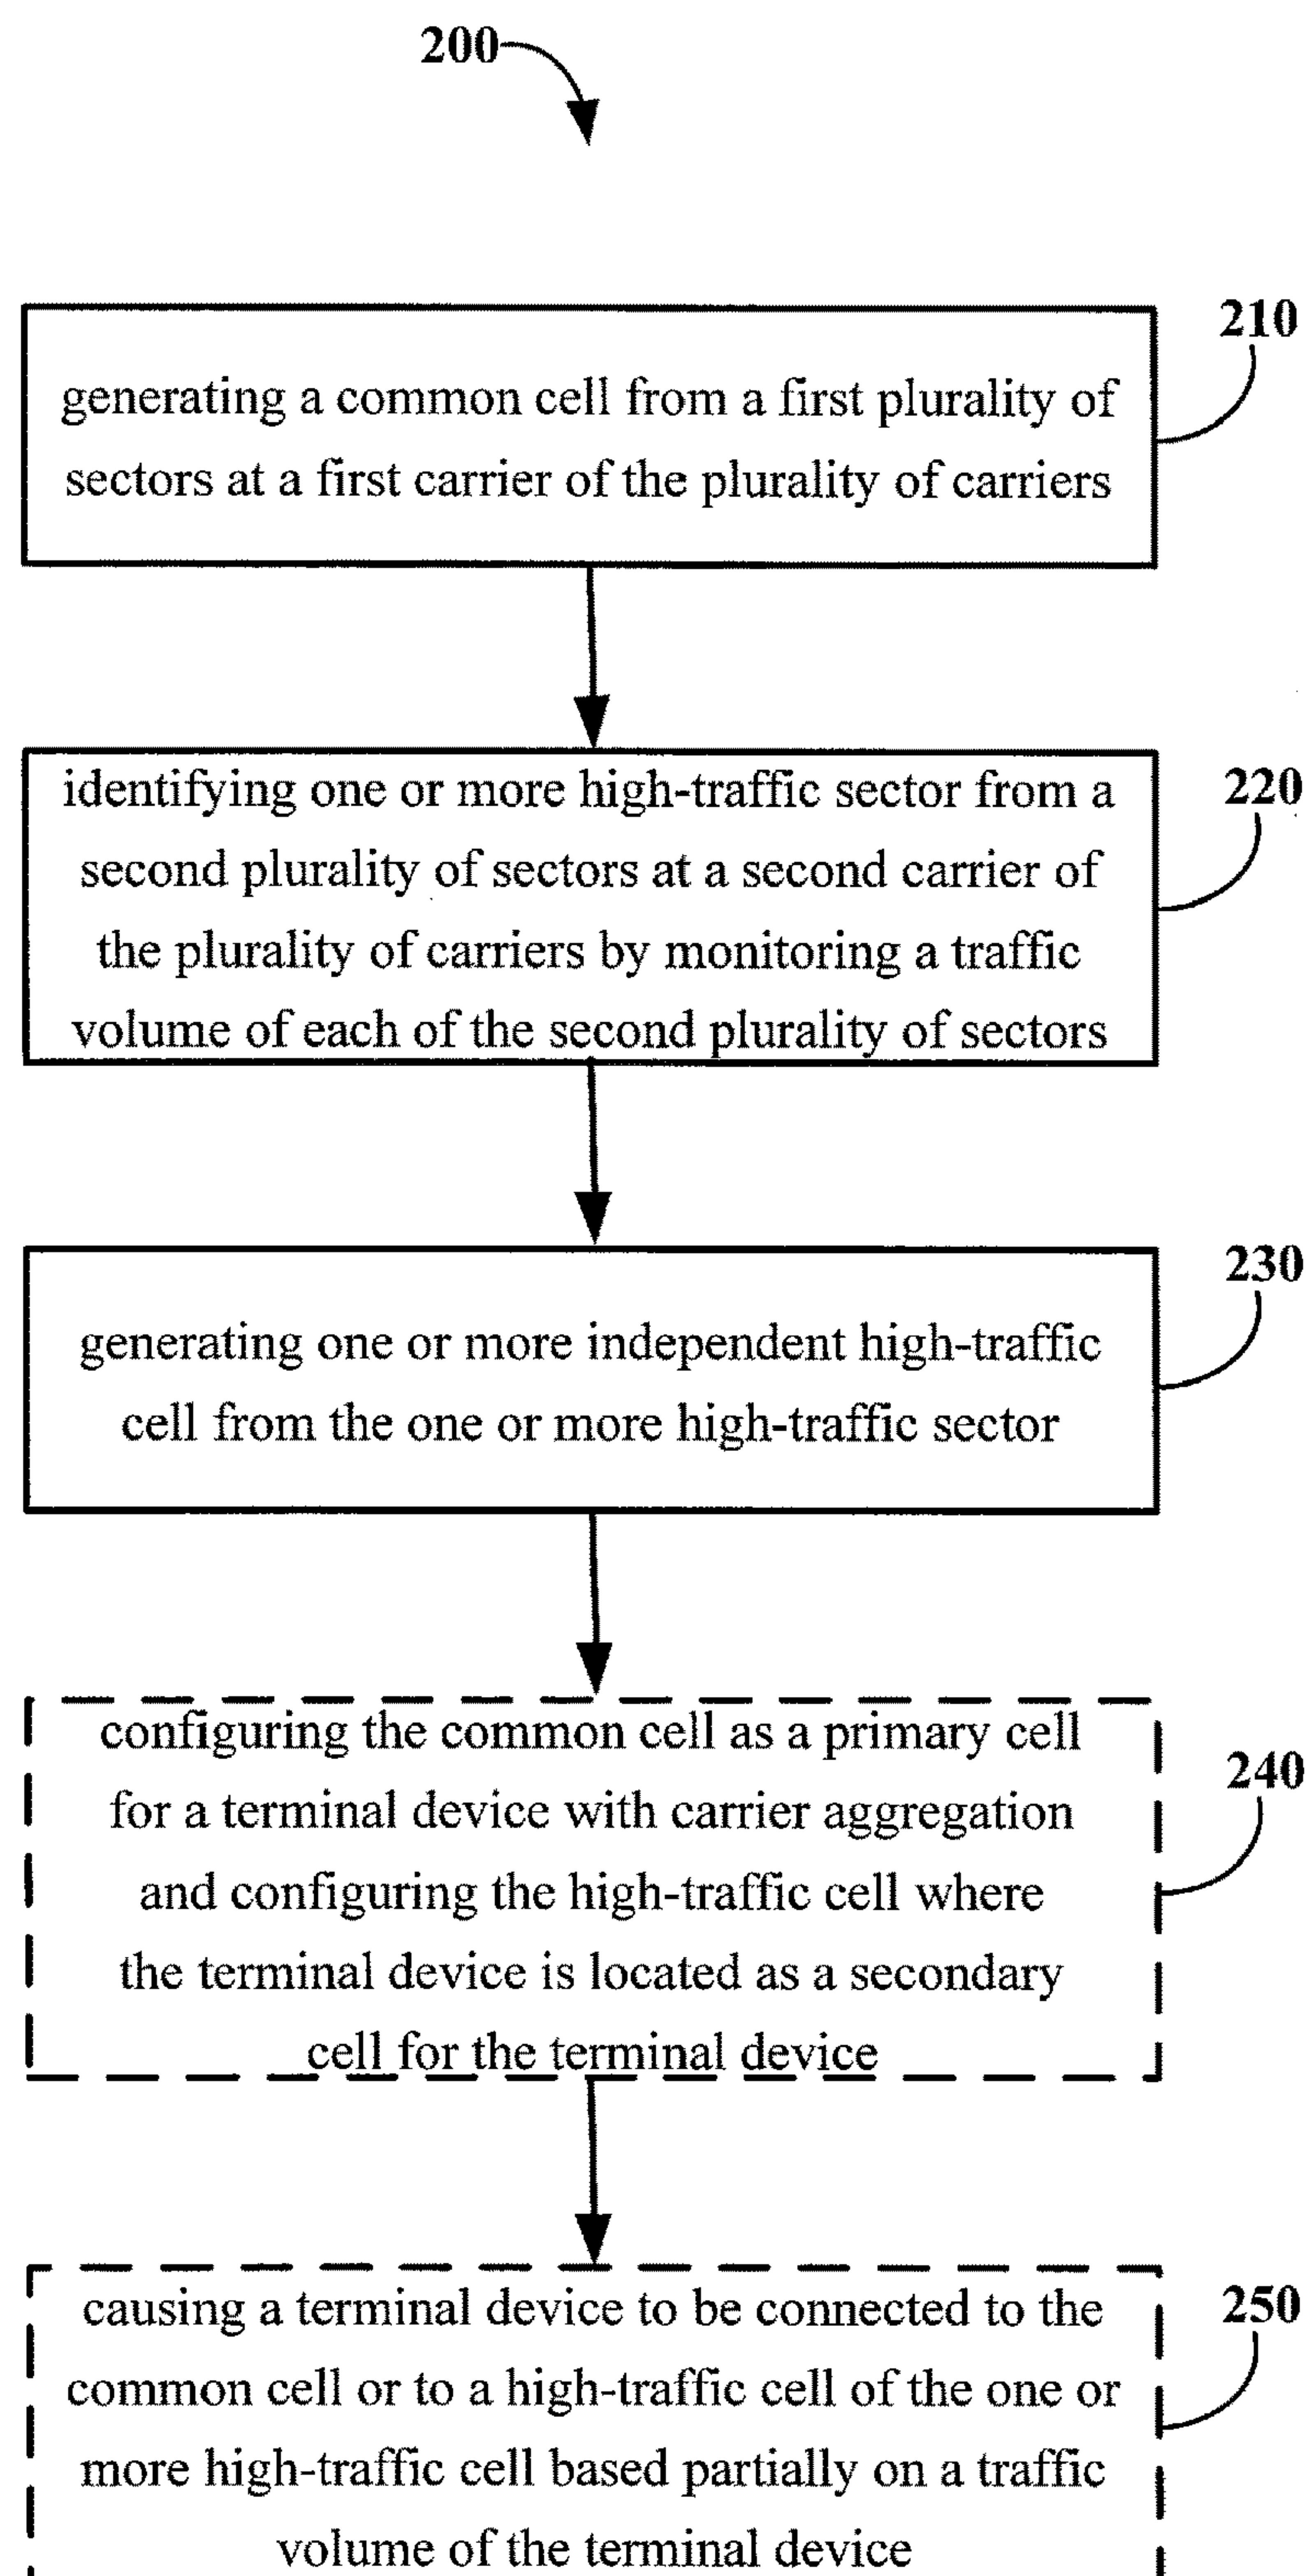 200
210
generating a common cell from a first plurality of
sectors at a first carrier of the plurality of carriers
220
identifying one or more high-traffic sector from a
second plurality of sectors at a second carrier of
the plurality of carriers by monitoring a traffic
volume of each of the second plurality of sectors
230
generating one or more independent high-traffic
cell from the one or more high-traffic sector
240
configuring the common cell as a primary cell
for a terminal device with carrier aggregation
and configuring the high-traffic cell where
the terminal device is located as a secondary
cell for the terminal device
250
causing a terminal device to be connected to the
common cell or to a high-traffic cell of the one or
more high-traffic cell based partially on a traffic
volume of the terminal device